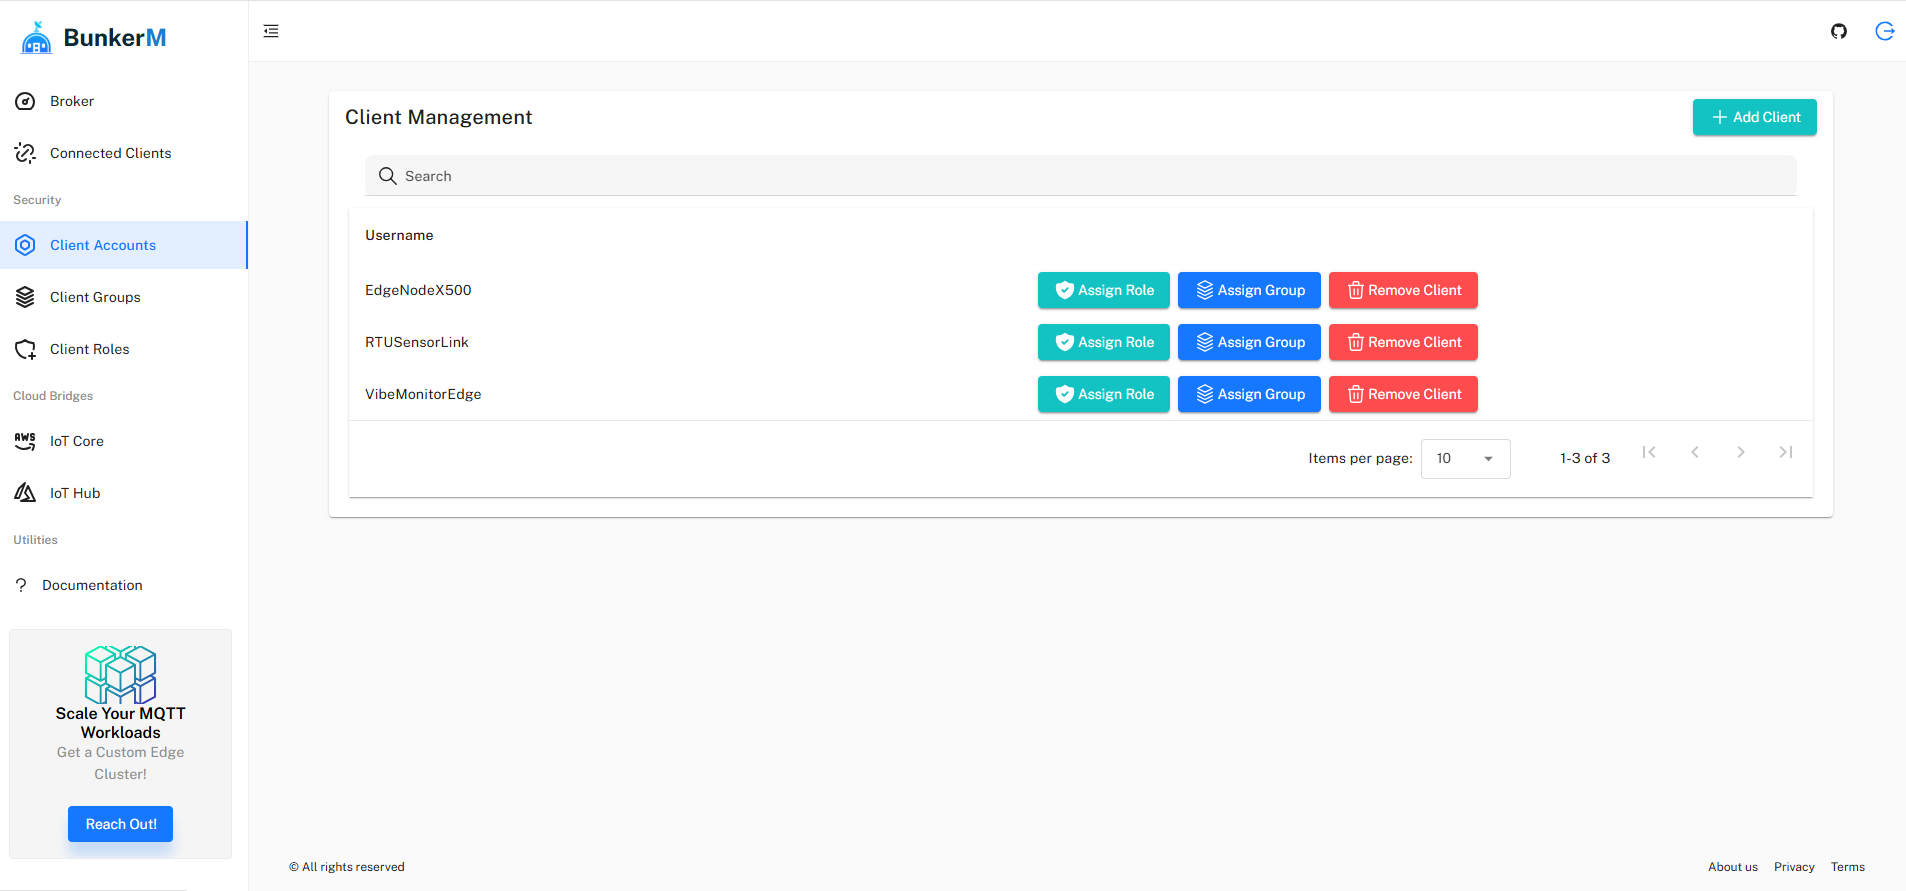 BunkerM
Broker
Connected Clients
Security
Client Accounts
Client Groups
Client Roles
Cloud Bridges
aws
IoT Core
IoT Hub
Utilities
? Documentation
Scale Your MQTT
Workloads
Get a Custom Edge
Cluster!
Reach Out!
Client Management
+ Add Client
Search
Username
EdgeNodeX500 Assign Role Assign Group Remove Client
RTUSensorLink Assign Role Assign Group Remove Client
VibeMonitorEdge Assign Role Assign Group Remove Client
Items per page: 10 1-3 of 3
© All rights reserved
About us Privacy Terms